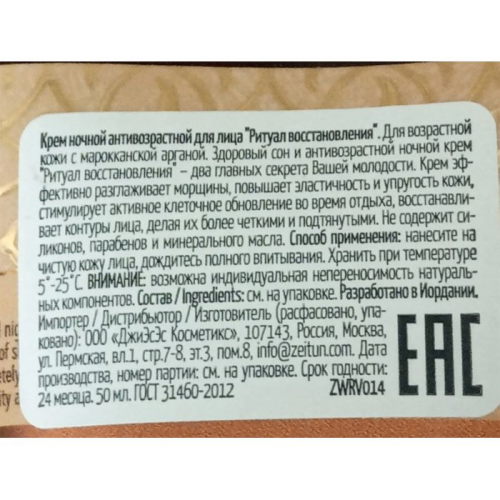 Крем ночной антивозрастной для лица "Ритуал восстановления". Для возрастной
кожи с марокканской арганой. Здоровый сон и антивозрастной ночной крем
"Ритуал восстановления" – два главных секрета Вашей молодости. Крем эф-
фективно разглаживает морщины, повышает эластичность и упругость кожи,
стимулирует активное клеточное обновление во время отдыха, восстанавли-
вает контуры лица, делая их более четкими и подтянутыми. Не содержит си-
ликонов, парабенов и минерального масла. Способ применения: нанесите на
чистую кожу лица, дождитесь полного впитывания. Хранить при температуре
5°-25°С. ВНИМАНИЕ: возможна индивидуальная непереносимость натураль-
ных компонентов. Состав / Ingredients: см. на упаковке. Разработано в Иордании.
Импортер / Дистрибьютор / Изготовитель (расфасовано, упа-
ковано): ООО «ДжиЭсЭс Косметикс», 107143, Россия, Москва,
ул. Пермская, вл.1, стр.7-8, эт.3, пом.8, info@zeitun.com. Дата
производства, номер партии: см. на упаковке. Срок годности:
24 месяца. 50 мл. ГОСТ 31460-2012 ZWRV014
EAC
l nic
of s
etely
ity a